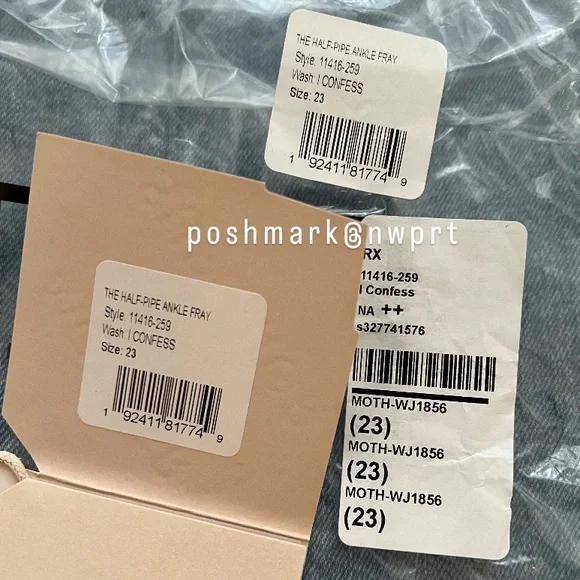 THE HALF-PIPE ANKLE FRAY
Style: 11416-259
Wash: I CONFESS
Size: 23
1 92411 81774 9
poshmark@nwprt
RX
11416-259
I Confess
NA ++
s327741576
MOTH-WJ1856
(23)
MOTH-WJ1856
(23)
MOTH-WJ1856
(23)
THE HALF-PIPE ANKLE FRAY
Style: 11416-259
Wash: I CONFESS
Size: 23
1 92411 81774 9